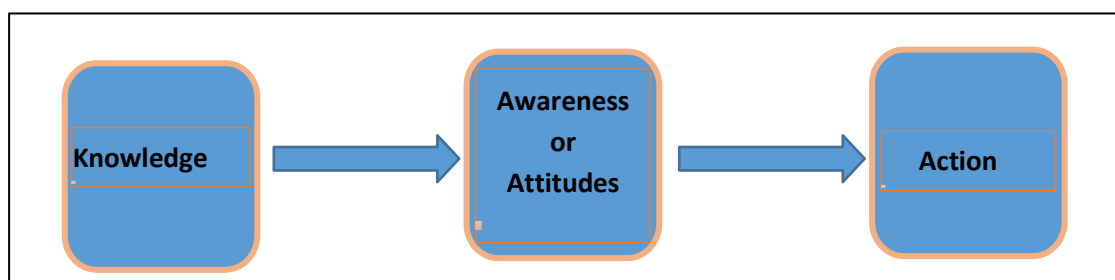 Knowledge
Awareness
or
Attitudes
Action